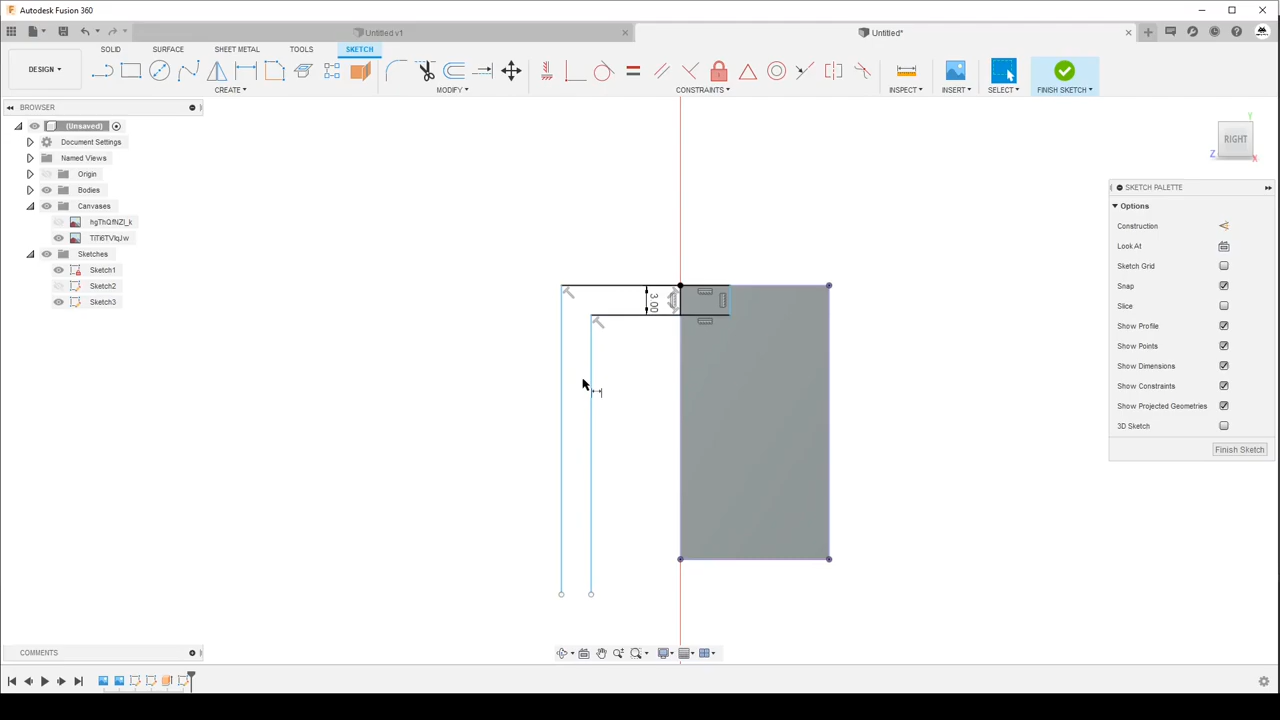 Autodesk Fusion 360
Untitled v1
Untitled*
DESIGN
SOLID
SURFACE
SHEET METAL
TOOLS
SKETCH
CREATE
MODIFY
CONSTRAINTS
INSPECT
INSERT
SELECT
FINISH SKETCH
BROWSER
(Unsaved)
Document Settings
Named Views
Origin
Bodies
Canvases
hgThQfNZI_k
TiTi6TVIqJw
Sketches
Sketch1
Sketch2
Sketch3
3.00
Y
RIGHT
Z
X
SKETCH PALETTE
Options
Construction
Look At
Sketch Grid
Snap
Slice
Show Profile
Show Points
Show Dimensions
Show Constraints
Show Projected Geometries
3D Sketch
Finish Sketch
COMMENTS